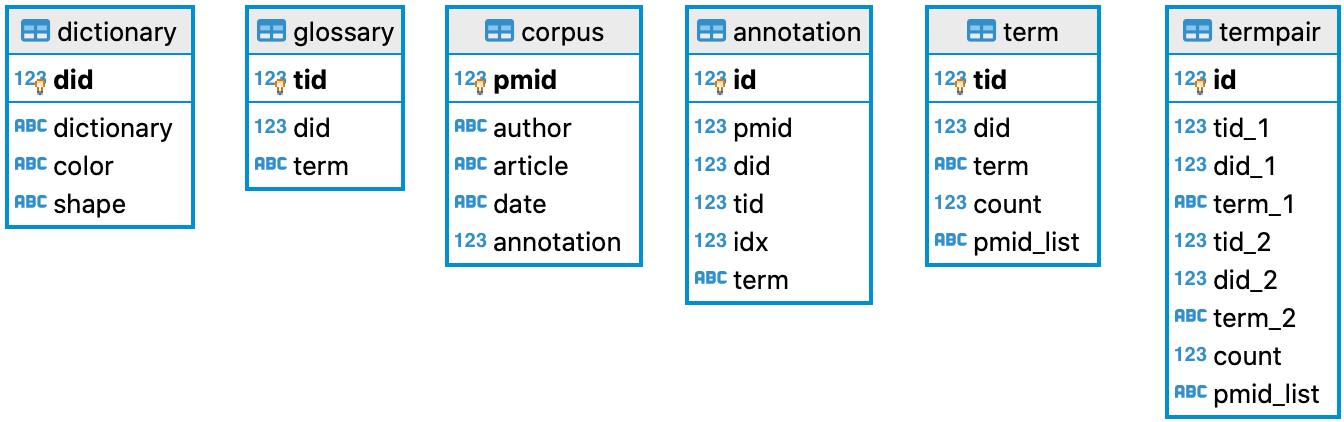 dictionary
123 did
ABC dictionary
ABC color
ABC shape
glossary
123 tid
123 did
ABC term
corpus
123 pmid
ABC author
ABC article
ABC date
123 annotation
annotation
123 id
123 pmid
123 did
123 tid
123 idx
ABC term
term
123 tid
123 did
ABC term
123 count
ABC pmid_list
termpair
123 id
123 tid_1
123 did_1
ABC term_1
123 tid_2
123 did_2
ABC term_2
123 count
ABC pmid_list